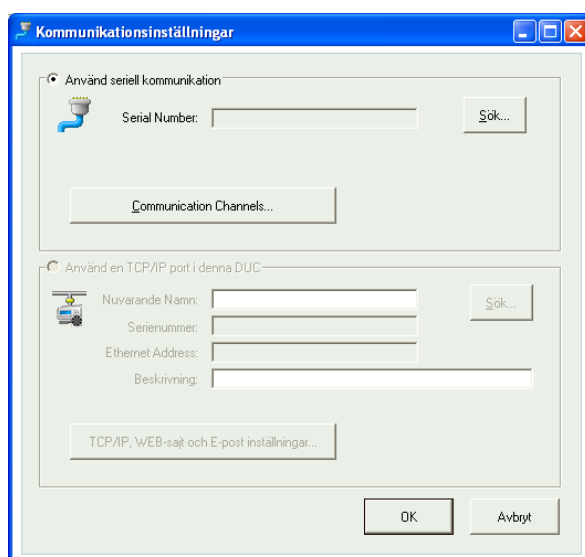 Kommunikationsinställningar
Använd seriell kommunikation
Serial Number:
Sök...
Communication Channels...
Använd en TCP/IP port i denna DUC
Nuvarande Namn:
Sök...
Serienummer:
Ethernet Address:
Beskrivning:
TCP/IP, WEB-sajt och E-post inställningar...
OK
Avbryt